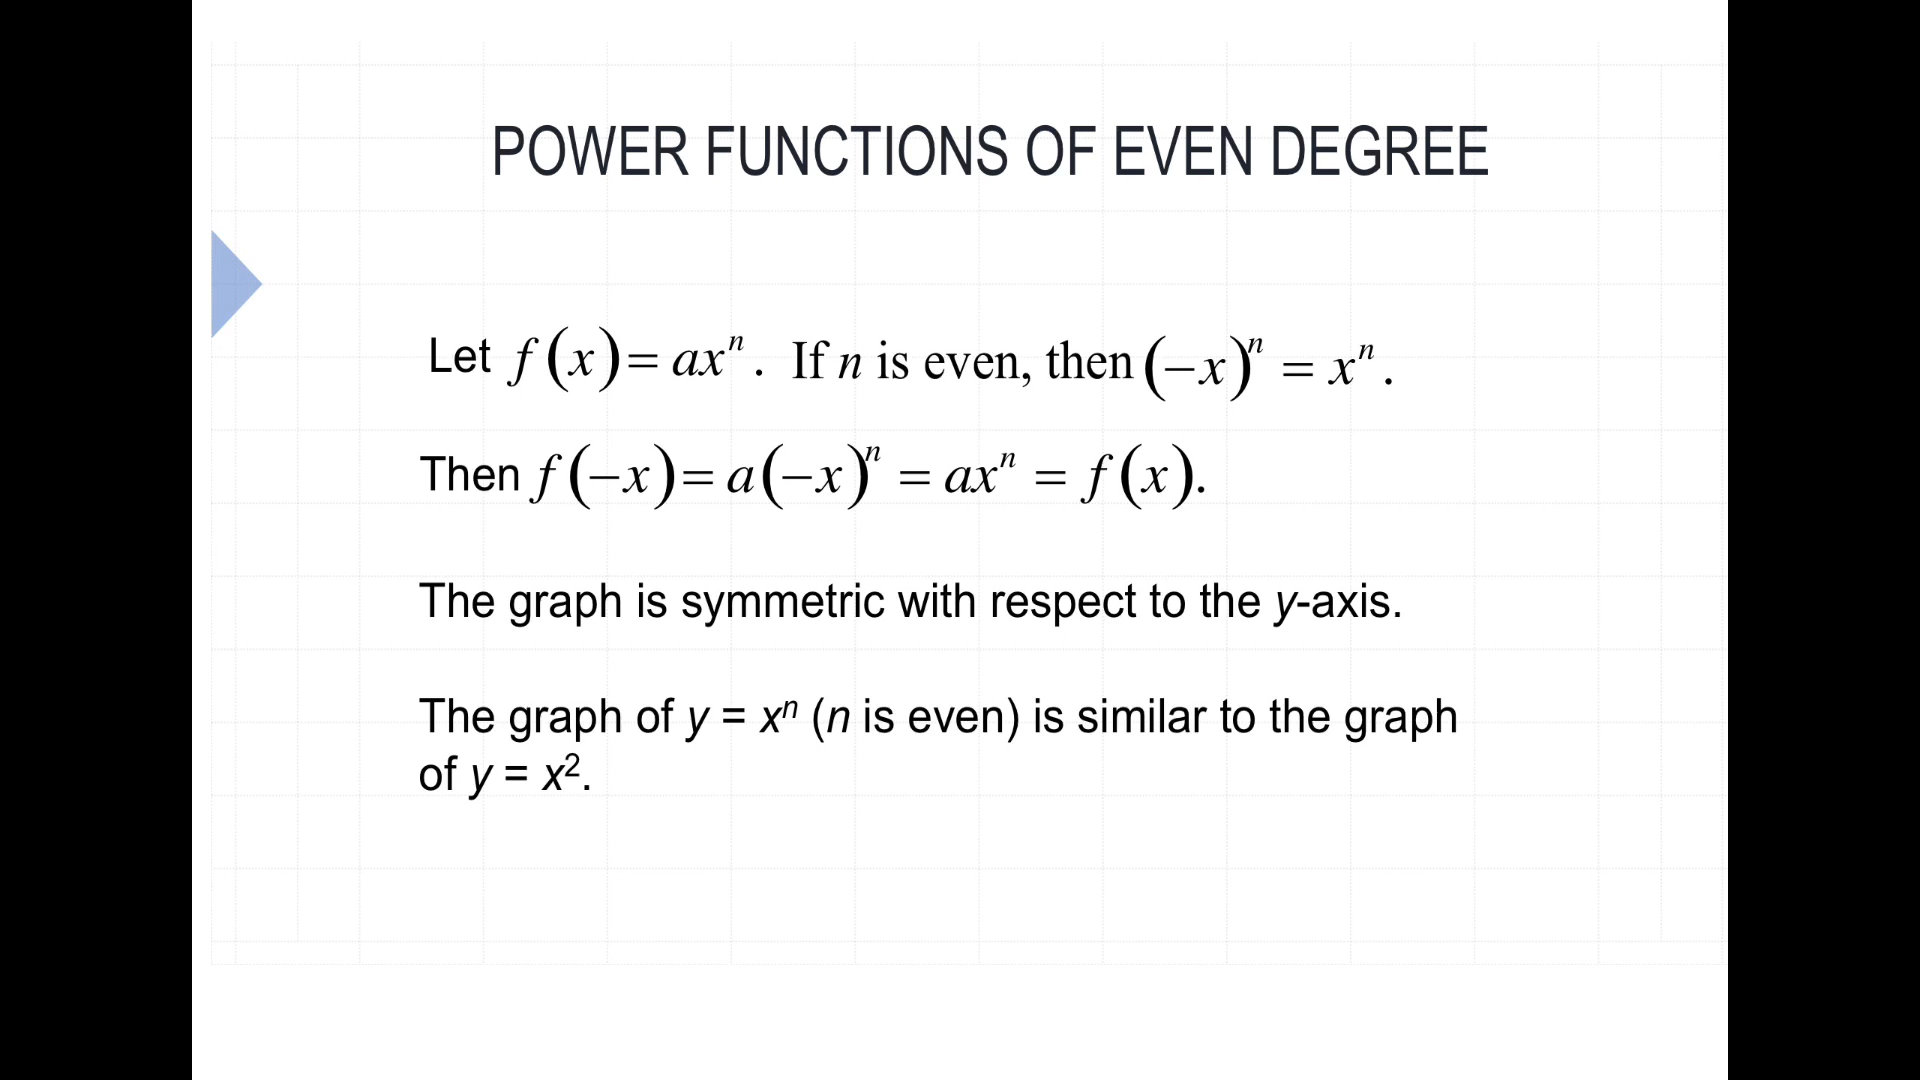 POWER FUNCTIONS OF EVEN DEGREE
Let f(x) = axⁿ. If n is even, then (−x)ⁿ = xⁿ.
Then f(−x) = a(−x)ⁿ = axⁿ = f(x).
The graph is symmetric with respect to the y-axis.
The graph of y = xⁿ (n is even) is similar to the graph
of y = x².